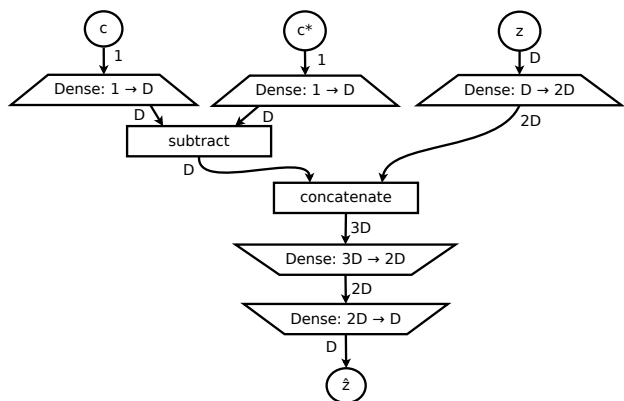 c
c*
z
1
1
D
Dense: 1 → D
Dense: 1 → D
Dense: D → 2D
D
D
2D
subtract
D
concatenate
3D
Dense: 3D → 2D
2D
Dense: 2D → D
D
ẑ